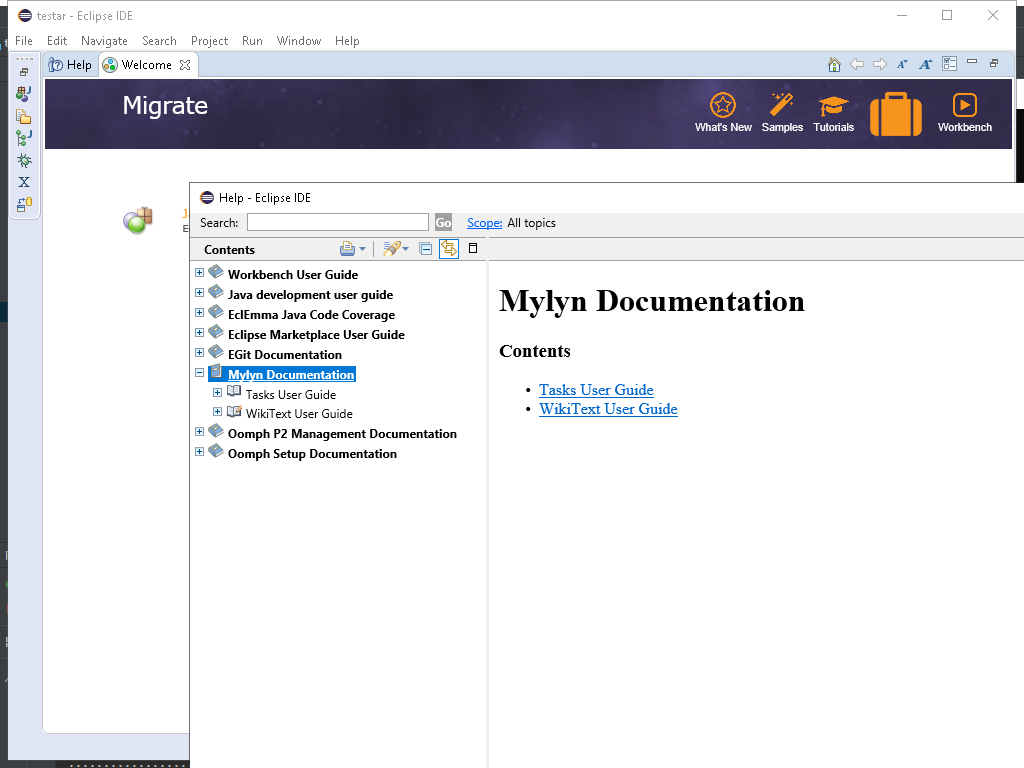 testar - Eclipse IDE
File Edit Navigate Search Project Run Window Help
Help Welcome
Migrate
What's New Samples Tutorials Workbench
Help - Eclipse IDE
Search: Go Scope: All topics
Contents
Workbench User Guide
Java development user guide
EclEmma Java Code Coverage
Eclipse Marketplace User Guide
EGit Documentation
Mylyn Documentation
Tasks User Guide
WikiText User Guide
Oomph P2 Management Documentation
Oomph Setup Documentation
Mylyn Documentation
Contents
• Tasks User Guide
• WikiText User Guide